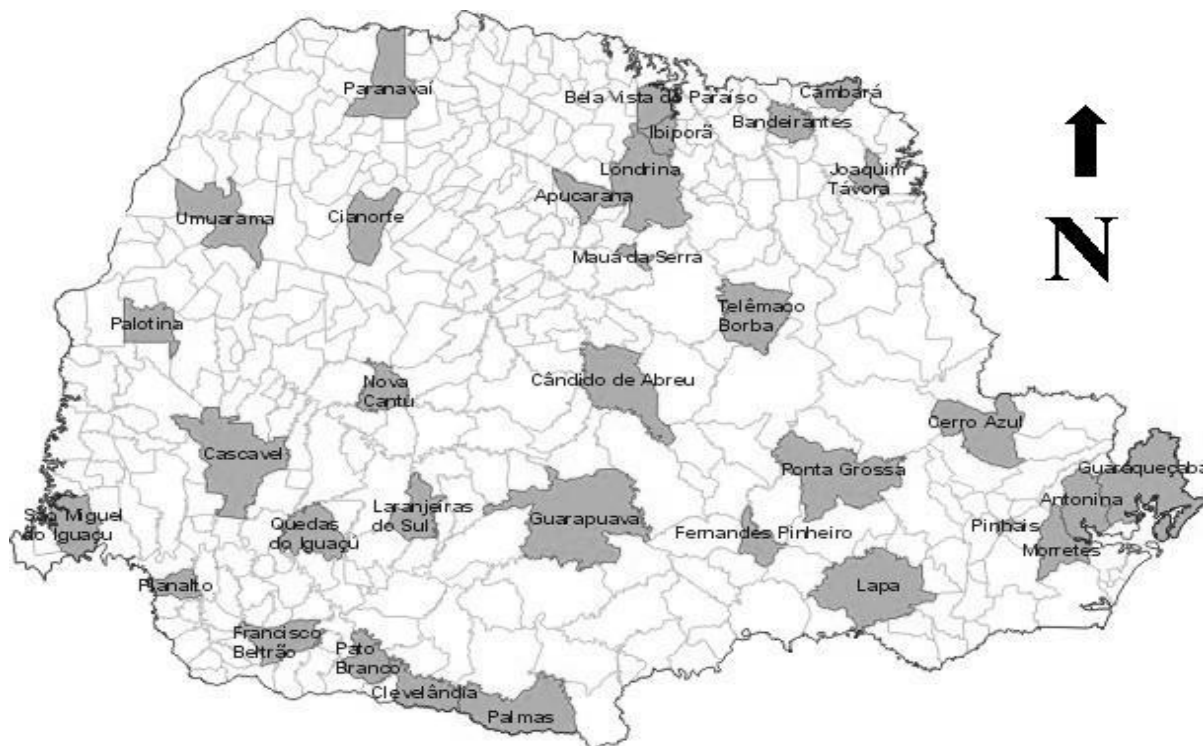 Paranavaí
Bela Vista do Paraíso
Cambará
Bandeirantes
Ibiporã
Londrina
Joaquim
Távora
Apucarana
Umuarama
Cianorte
Mauá da Serra
N
Telêmaco
Borba
Palotina
Nova
Cantu
Cândido de Abreu
Cerro Azul
Cascavel
Ponta Grossa
Guaraqueçaba
Antonina
São Miguel
do Iguaçu
Quedas
do Iguaçú
Laranjeiras
do Sul
Guarapuava
Fernandes Pinheiro
Pinhais
Morretes
Planalto
Lapa
Francisco
Beltrão
Pato
Branco
Clevelândia
Palmas